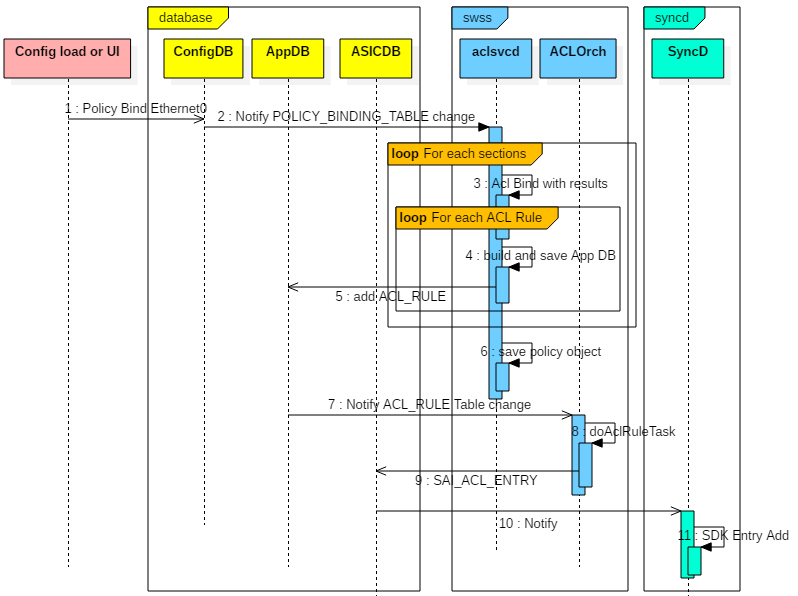 database
swss
syncd
Config load or UI
ConfigDB
AppDB
ASICDB
aclsvcd
ACLOrch
SyncD
1 : Policy Bind Ethernet0
2 : Notify POLICY_BINDING_TABLE change
loop For each sections
3 : Acl Bind with results
loop For each ACL Rule
4 : build and save App DB
5 : add ACL_RULE
6 : save policy object
7 : Notify ACL_RULE Table change
8 : doAclRuleTask
9 : SAI_ACL_ENTRY
10 : Notify
11 : SDK Entry Add